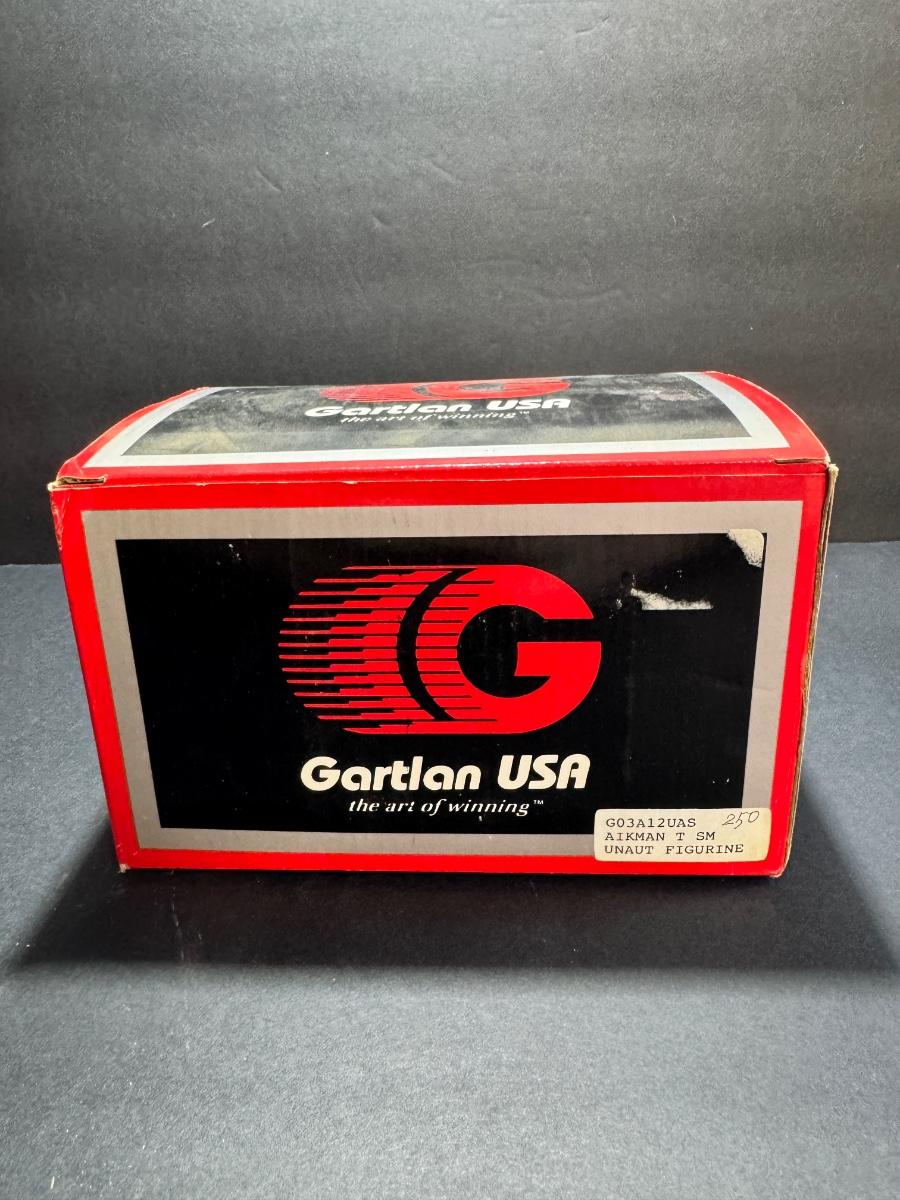 Gartlan USA
the art of winning™
G
Gartlan USA
the art of winning™
G03A12UAS 250
AIKMAN T SM
UNAUT FIGURINE